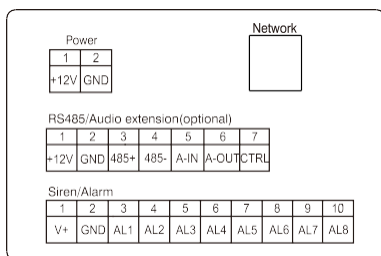 Network
Power
1 2
+12V GND
RS485/Audio extension(optional)
1 2 3 4 5 6 7
+12V GND 485+ 485- A-IN A-OUT CTRL
Siren/Alarm
1 2 3 4 5 6 7 8 9 10
V+ GND AL1 AL2 AL3 AL4 AL5 AL6 AL7 AL8